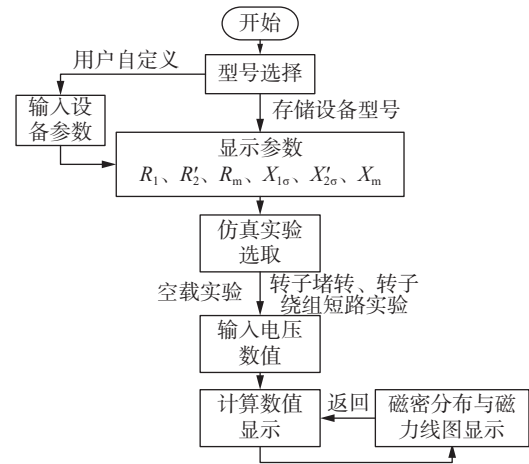 开始
用户自定义
型号选择
输入设
备参数
存储设备型号
显示参数
R₁、R′₂、Rₘ、X₁σ、X′₂σ、Xₘ
仿真实验
选取
空载实验
转子堵转、转子
绕组短路实验
输入电压
数值
计算数值
显示
返回
磁密分布与磁
力线图显示